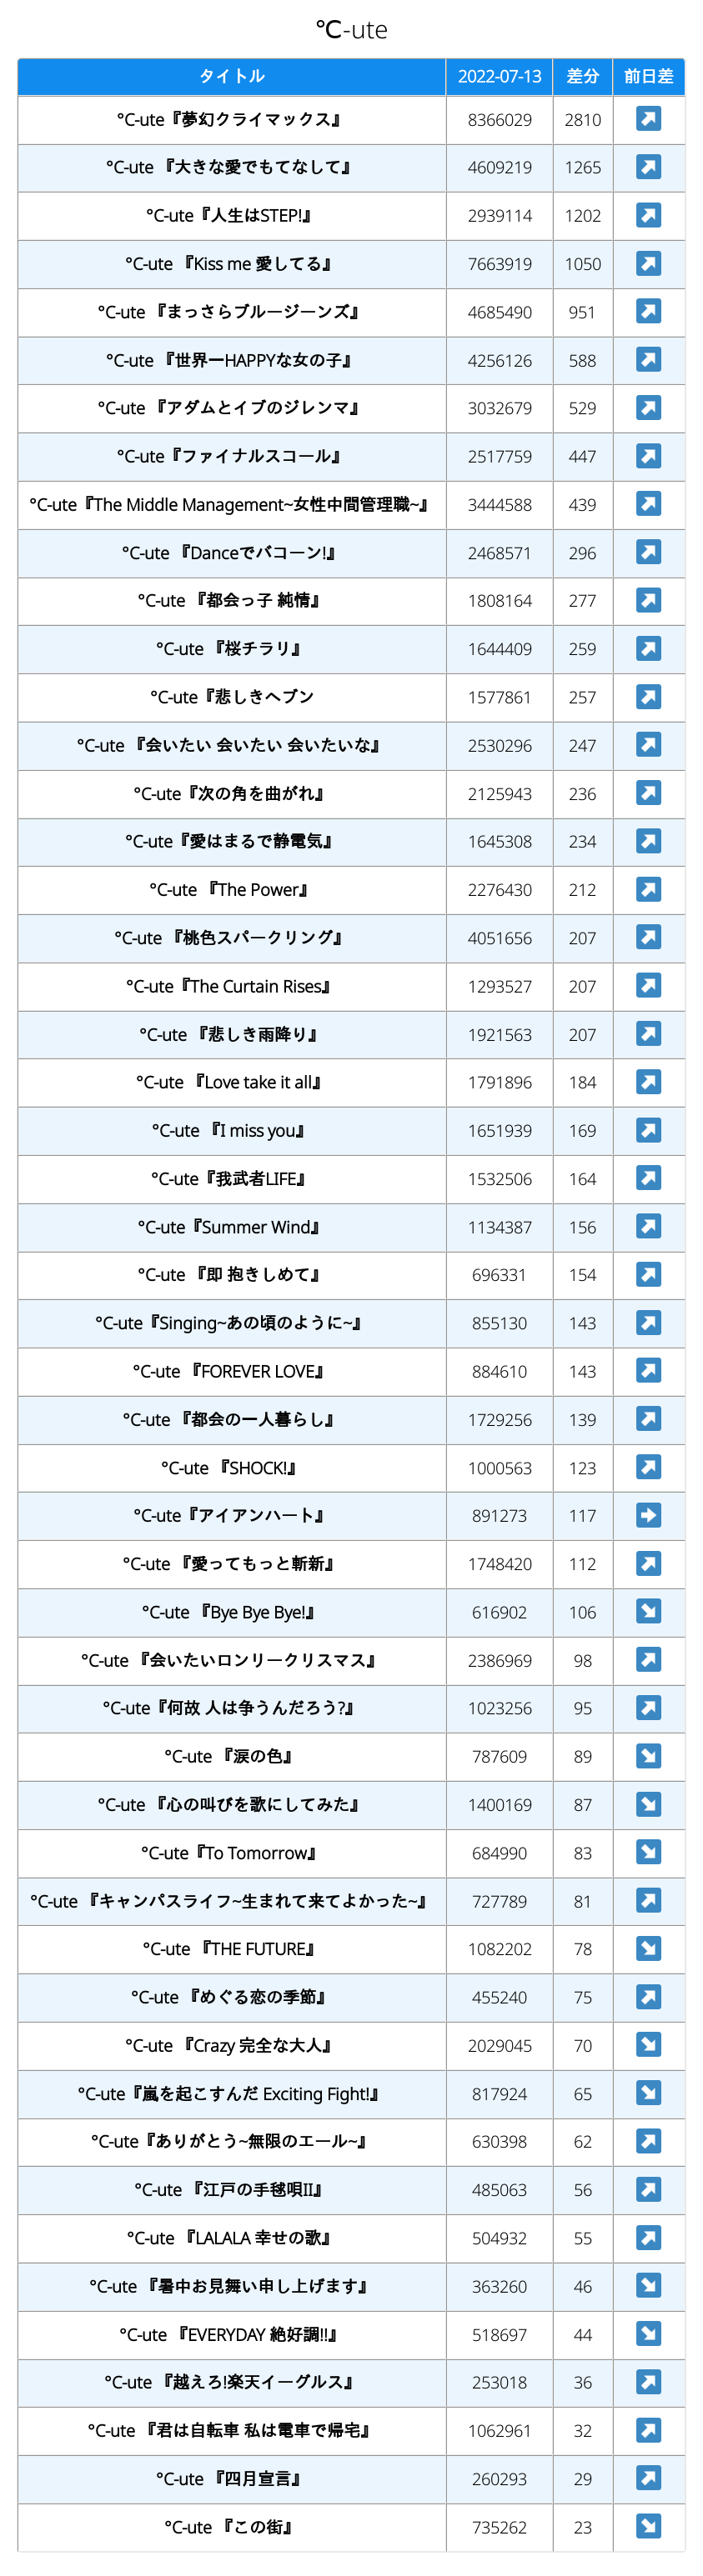 ℃-ute
タイトル 2022-07-13 差分 前日差
°C-ute『夢幻クライマックス』 8366029 2810 ↗
°C-ute 『大きな愛でもてなして』 4609219 1265 ↗
°C-ute『人生はSTEP!』 2939114 1202 ↗
°C-ute 『Kiss me 愛してる』 7663919 1050 ↗
°C-ute 『まっさらブルージーンズ』 4685490 951 ↗
°C-ute 『世界一HAPPYな女の子』 4256126 588 ↗
°C-ute 『アダムとイブのジレンマ』 3032679 529 ↗
°C-ute『ファイナルスコール』 2517759 447 ↗
°C-ute『The Middle Management~女性中間管理職~』 3444588 439 ↗
°C-ute 『Danceでバコーン!』 2468571 296 ↗
°C-ute 『都会っ子 純情』 1808164 277 ↗
°C-ute 『桜チラリ』 1644409 259 ↗
°C-ute『悲しきヘブン 1577861 257 ↗
°C-ute 『会いたい 会いたい 会いたいな』 2530296 247 ↗
°C-ute『次の角を曲がれ』 2125943 236 ↗
°C-ute『愛はまるで静電気』 1645308 234 ↗
°C-ute 『The Power』 2276430 212 ↗
°C-ute 『桃色スパークリング』 4051656 207 ↗
°C-ute『The Curtain Rises』 1293527 207 ↗
°C-ute 『悲しき雨降り』 1921563 207 ↗
°C-ute 『Love take it all』 1791896 184 ↗
°C-ute 『I miss you』 1651939 169 ↗
°C-ute『我武者LIFE』 1532506 164 ↗
°C-ute『Summer Wind』 1134387 156 ↗
°C-ute 『即 抱きしめて』 696331 154 ↗
°C-ute『Singing~あの頃のように~』 855130 143 ↗
°C-ute 『FOREVER LOVE』 884610 143 ↗
°C-ute 『都会の一人暮らし』 1729256 139 ↗
°C-ute 『SHOCK!』 1000563 123 ↗
°C-ute『アイアンハート』 891273 117 ➡
°C-ute 『愛ってもっと斬新』 1748420 112 ↗
°C-ute 『Bye Bye Bye!』 616902 106 ↘
°C-ute 『会いたいロンリークリスマス』 2386969 98 ↗
°C-ute『何故 人は争うんだろう?』 1023256 95 ↗
°C-ute 『涙の色』 787609 89 ↘
°C-ute 『心の叫びを歌にしてみた』 1400169 87 ↘
°C-ute『To Tomorrow』 684990 83 ↘
°C-ute 『キャンパスライフ~生まれて来てよかった~』 727789 81 ↗
°C-ute 『THE FUTURE』 1082202 78 ↘
°C-ute 『めぐる恋の季節』 455240 75 ↗
°C-ute 『Crazy 完全な大人』 2029045 70 ↘
°C-ute『嵐を起こすんだ Exciting Fight!』 817924 65 ↘
°C-ute『ありがとう~無限のエール~』 630398 62 ↗
°C-ute 『江戸の手毬唄II』 485063 56 ↗
°C-ute 『LALALA 幸せの歌』 504932 55 ↗
°C-ute 『暑中お見舞い申し上げます』 363260 46 ↘
°C-ute 『EVERYDAY 絶好調!!』 518697 44 ↘
°C-ute 『越えろ!楽天イーグルス』 253018 36 ↗
°C-ute 『君は自転車 私は電車で帰宅』 1062961 32 ↗
°C-ute 『四月宣言』 260293 29 ↗
°C-ute 『この街』 735262 23 ↘